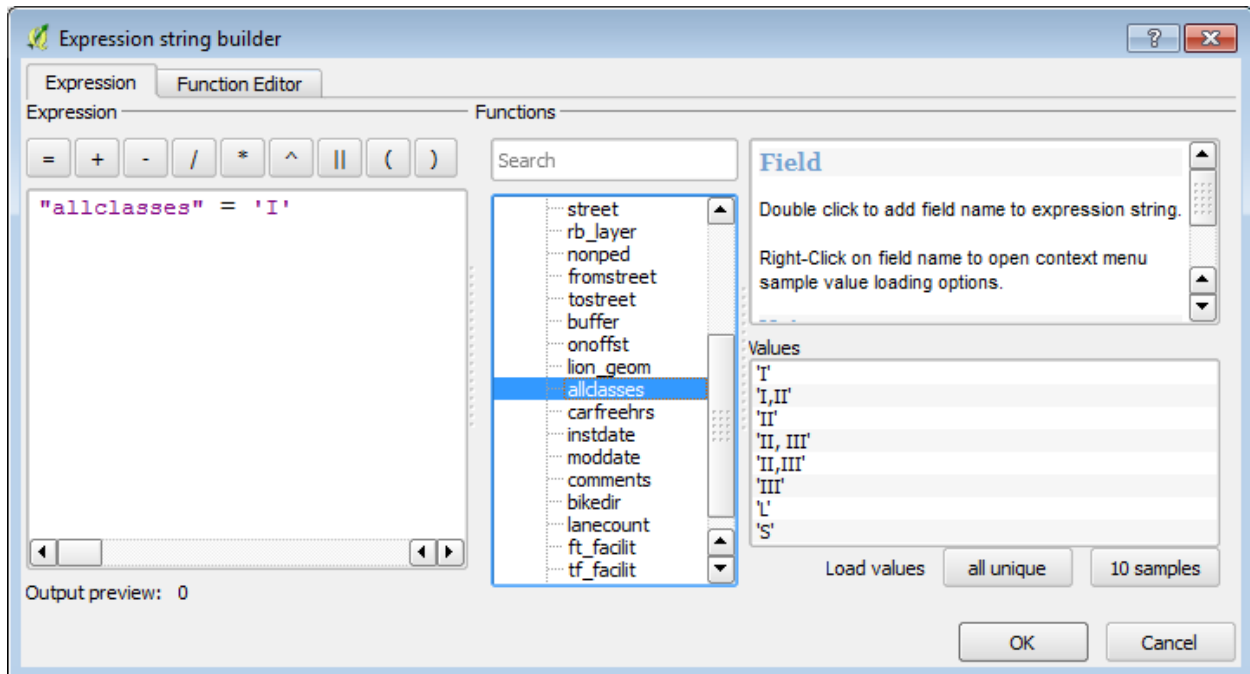 Expression string builder
Expression
Function Editor
Expression
Functions
= + - / * ^ || ( )
"allclasses" = 'I'
Output preview: 0
Search
street
rb_layer
nonped
fromstreet
tostreet
buffer
onoffst
lion_geom
allclasses
carfreehrs
instdate
moddate
comments
bikedir
lanecount
ft_facilit
tf_facilit
Field
Double click to add field name to expression string.
Right-Click on field name to open context menu
sample value loading options.
Values
'I'
'I,II'
'II'
'II, III'
'II,III'
'III'
'L'
'S'
Load values
all unique
10 samples
OK
Cancel